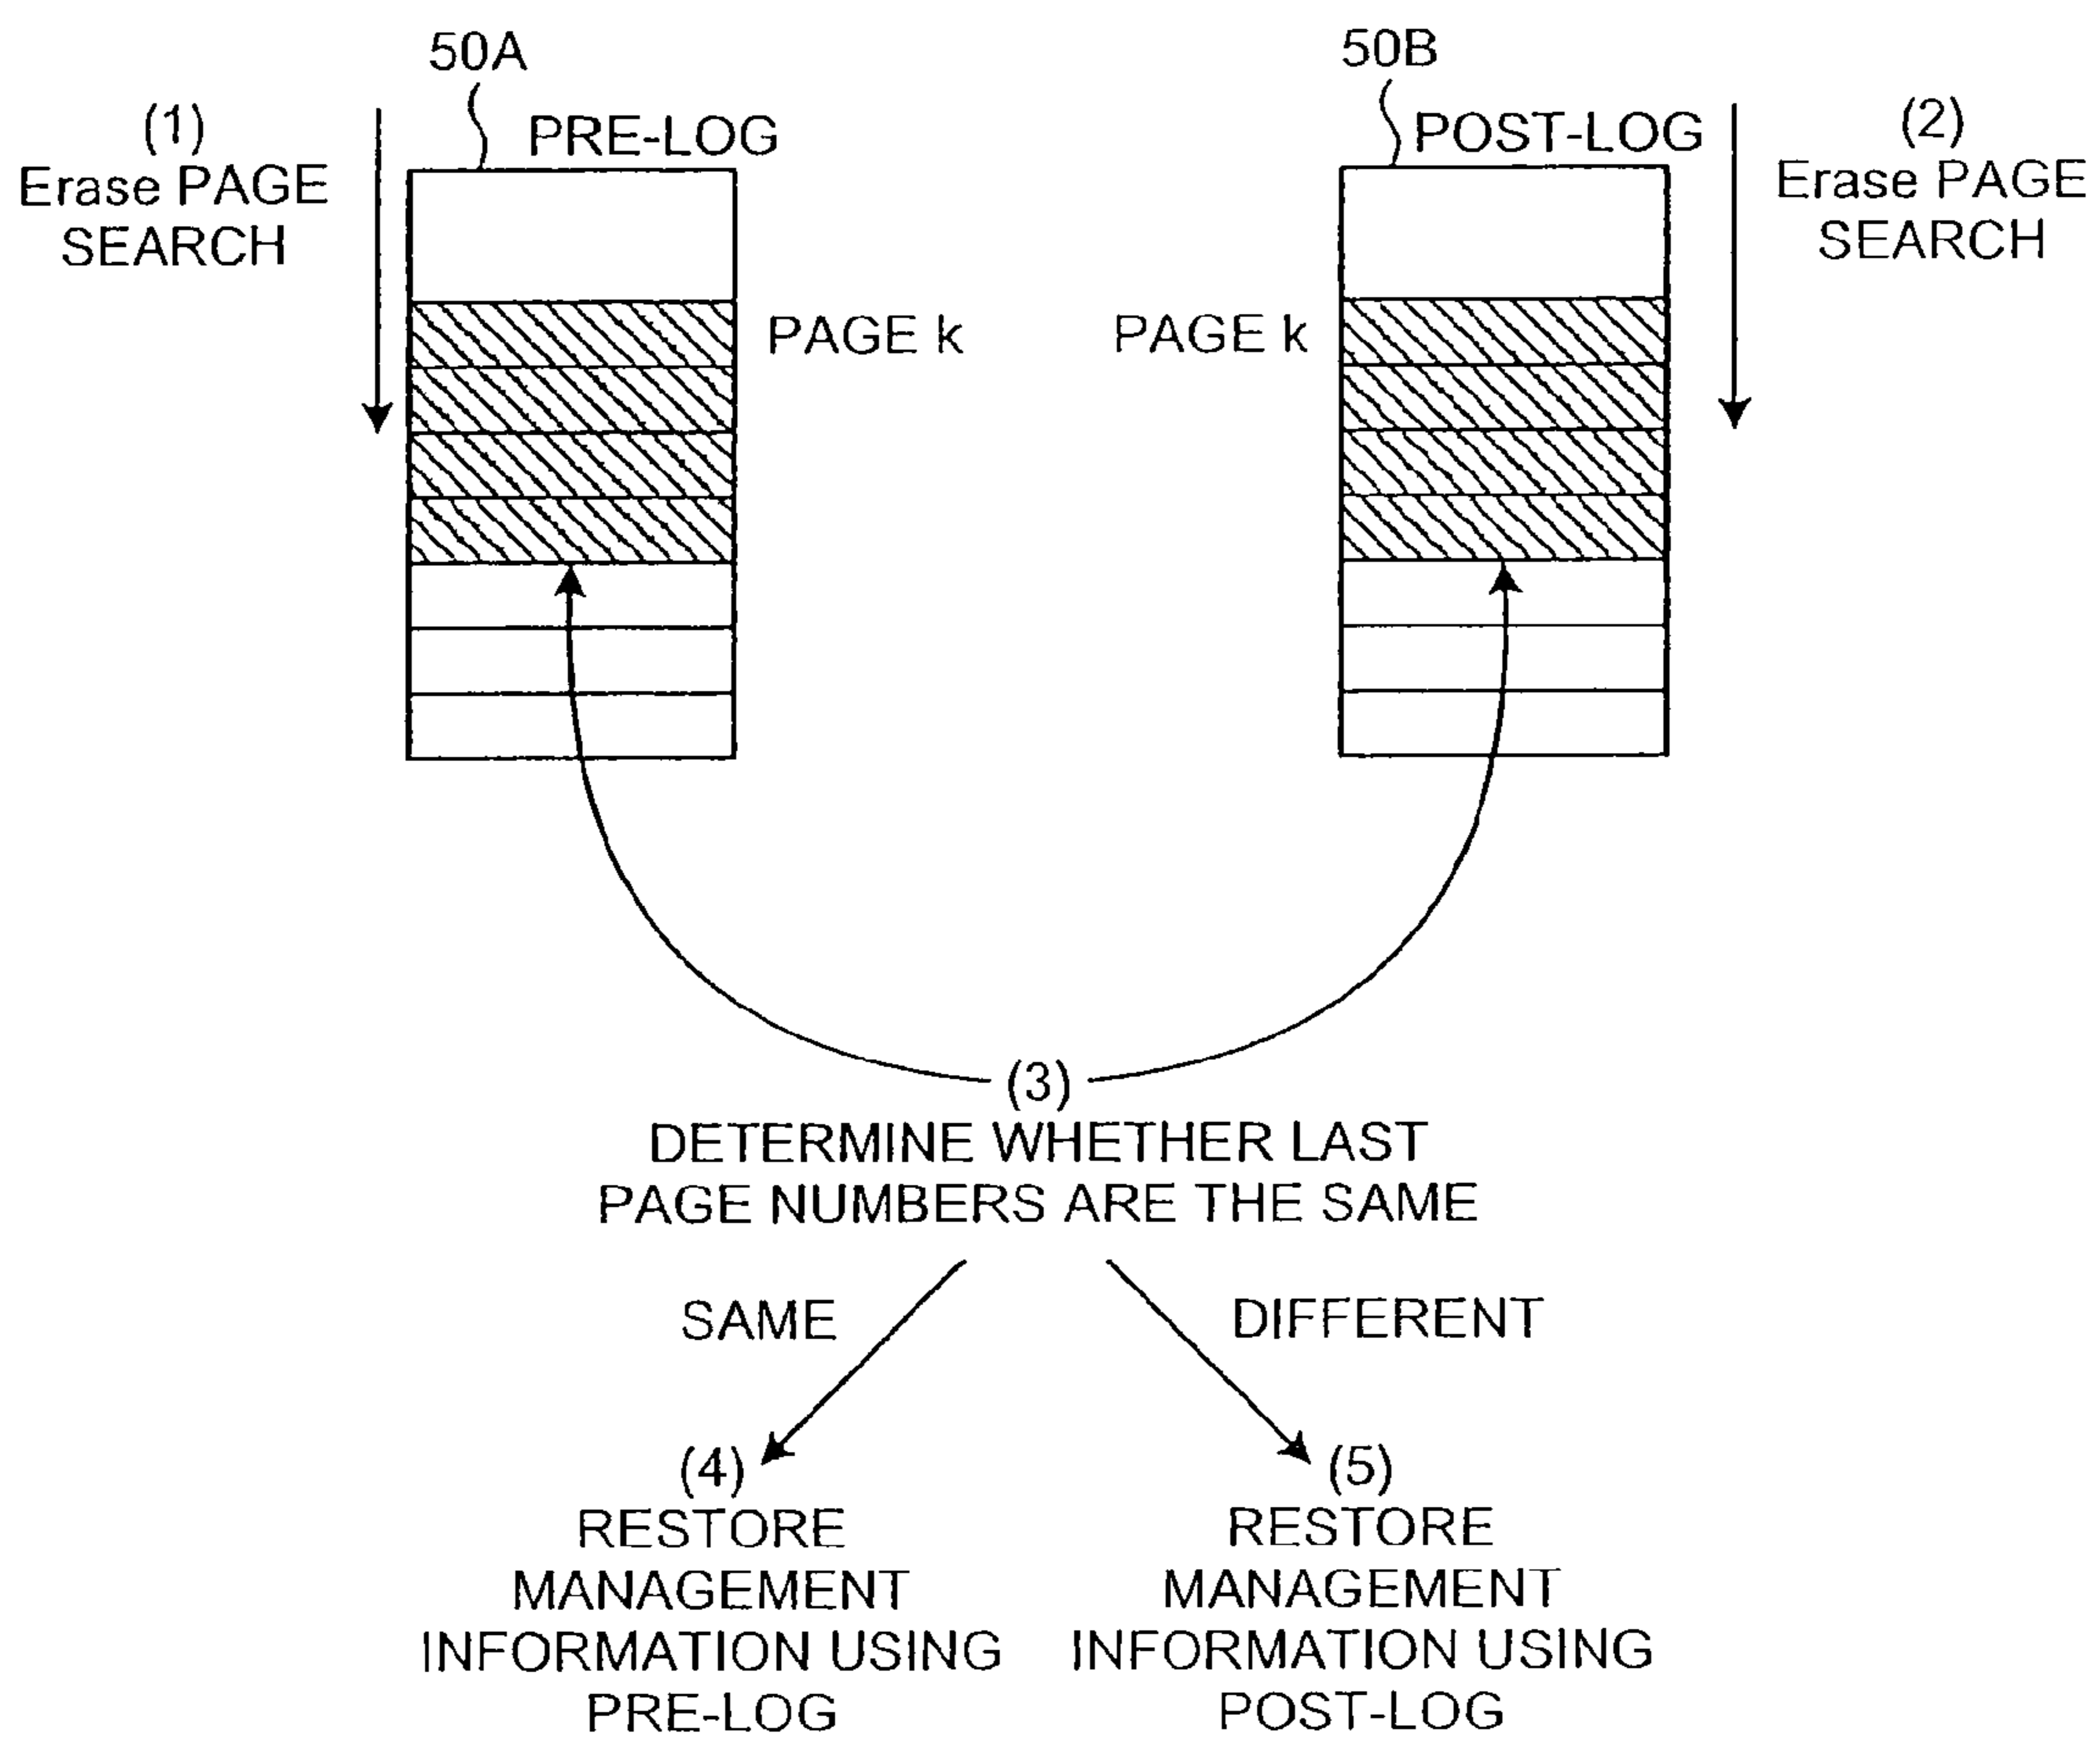 50A
50B
(1)
Erase PAGE
SEARCH
PRE-LOG
POST-LOG
(2)
Erase PAGE
SEARCH
PAGE k
PAGE k
(3)
DETERMINE WHETHER LAST
PAGE NUMBERS ARE THE SAME
SAME
DIFFERENT
(4)
RESTORE
MANAGEMENT
INFORMATION USING
PRE-LOG
(5)
RESTORE
MANAGEMENT
INFORMATION USING
POST-LOG